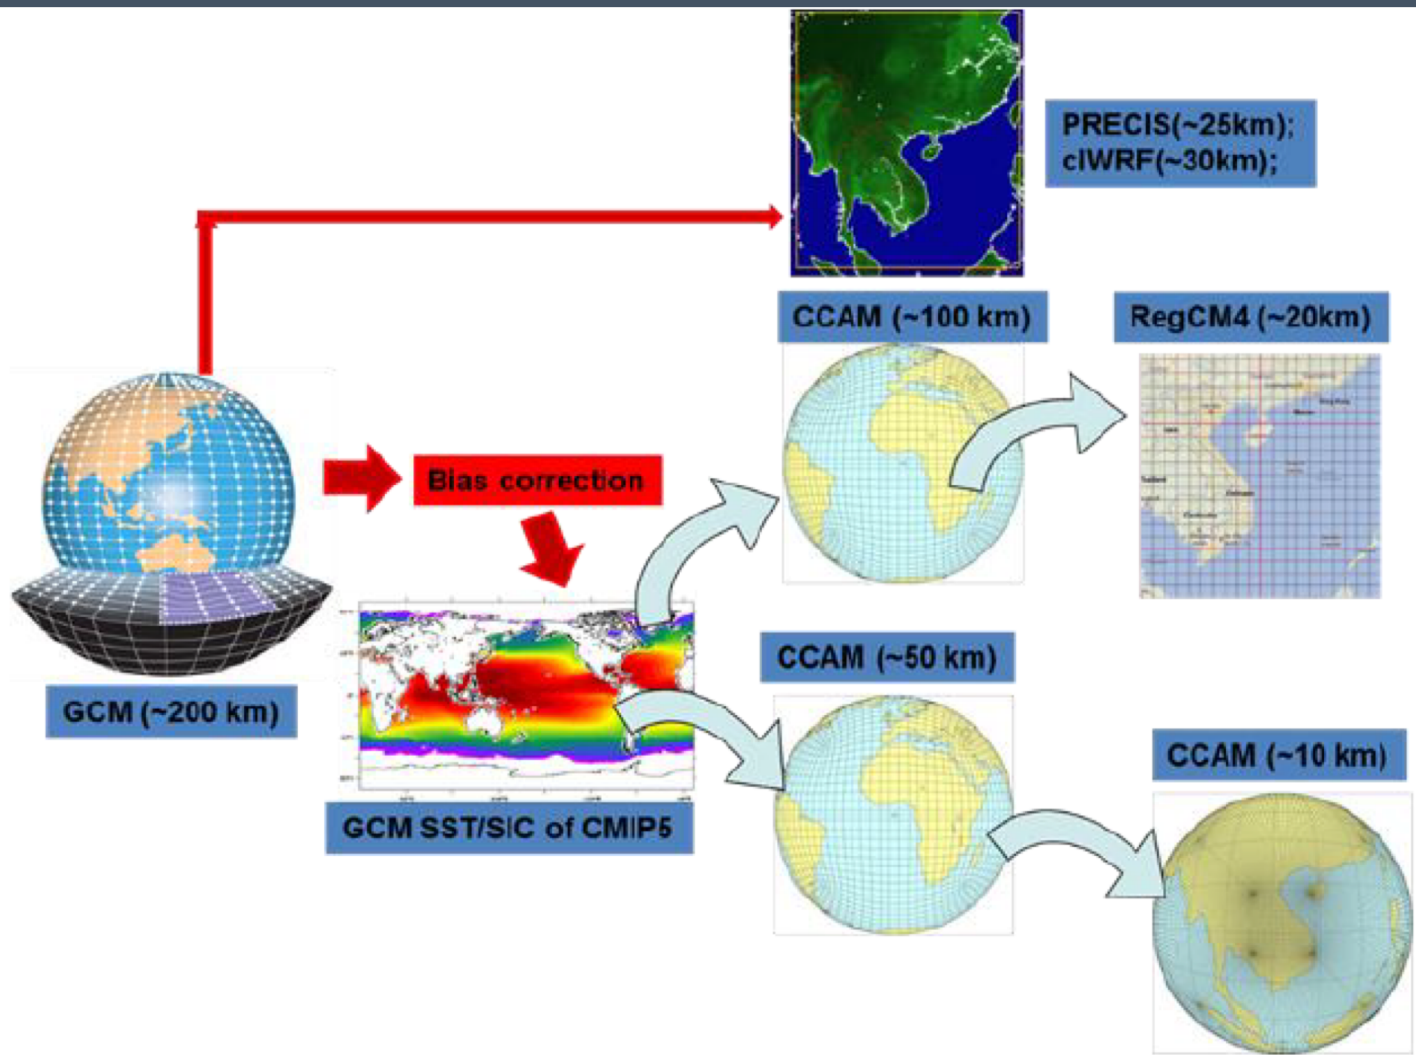 PRECIS(~25km);
clWRF(~30km);
CCAM (~100 km)
RegCM4 (~20km)
Bias correction
CCAM (~50 km)
GCM (~200 km)
CCAM (~10 km)
GCM SST/SIC of CMIP5